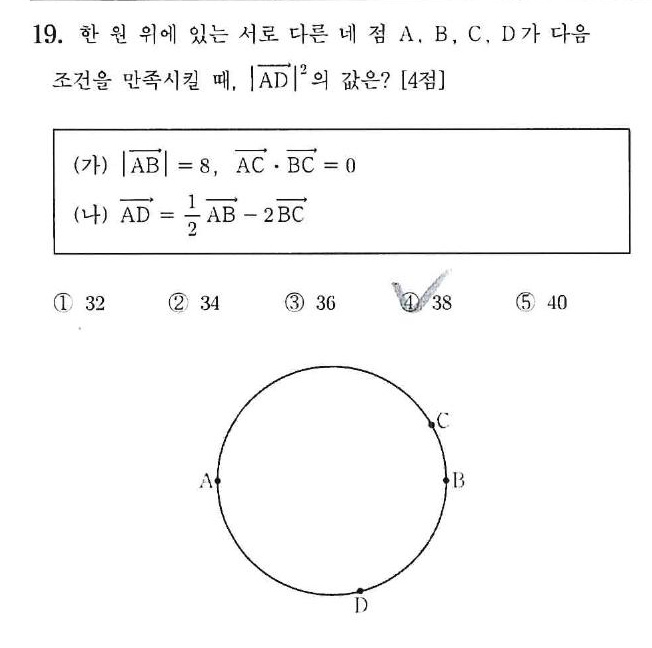 19. 한 원 위에 있는 서로 다른 네 점 A, B, C, D가 다음
조건을 만족시킬 때, |$\overrightarrow{AD}$|²의 값은? [4점]
(가) |$\overrightarrow{AB}$| = 8, $\overrightarrow{AC}$ · $\overrightarrow{BC}$ = 0
(나) $\overrightarrow{AD}$ = $\frac{1}{2}$ $\overrightarrow{AB}$ − 2$\overrightarrow{BC}$
① 32 ② 34 ③ 36 ④ 38 ⑤ 40
C
A B
D